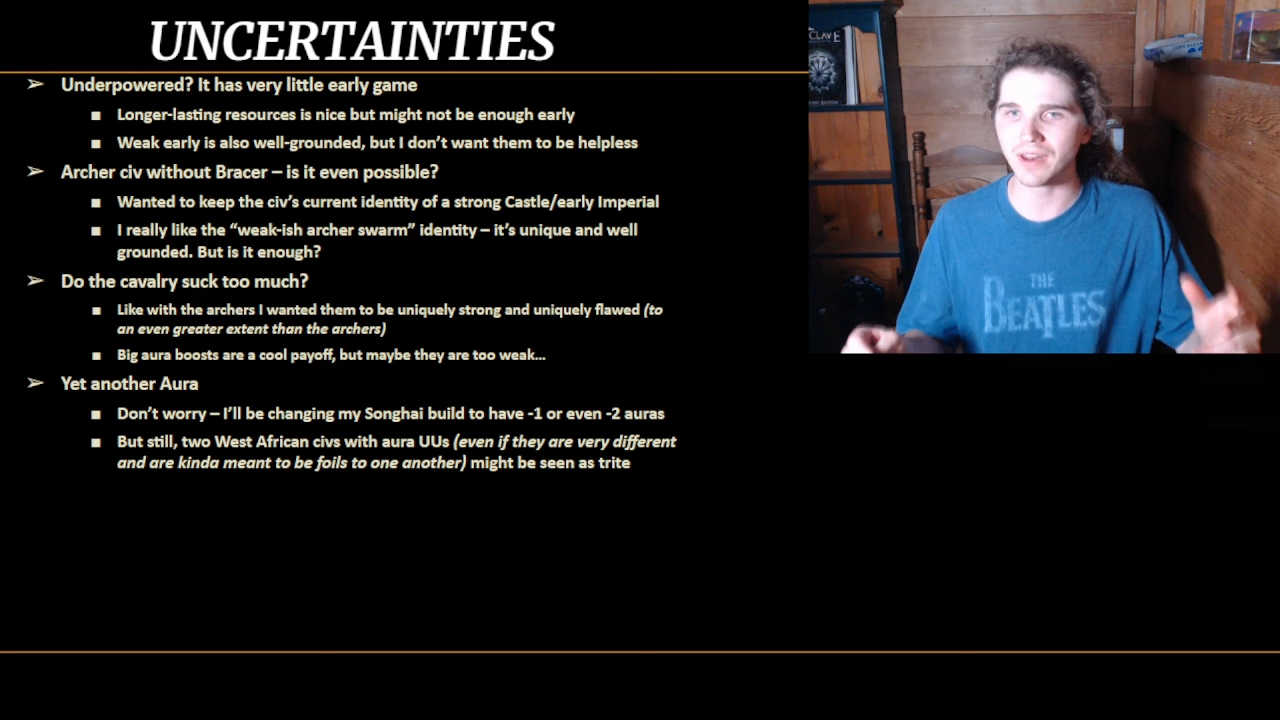 UNCERTAINTIES
➢ Underpowered? It has very little early game
■ Longer-lasting resources is nice but might not be enough early
■ Weak early is also well-grounded, but I don't want them to be helpless
➢ Archer civ without Bracer – is it even possible?
■ Wanted to keep the civ's current identity of a strong Castle/early Imperial
■ I really like the "weak-ish archer swarm" identity – it's unique and well
grounded. But is it enough?
➢ Do the cavalry suck too much?
■ Like with the archers I wanted them to be uniquely strong and uniquely flawed (to
an even greater extent than the archers)
■ Big aura boosts are a cool payoff, but maybe they are too weak...
➢ Yet another Aura
■ Don't worry – I'll be changing my Songhai build to have -1 or even -2 auras
■ But still, two West African civs with aura UUs (even if they are very different
and are kinda meant to be foils to one another) might be seen as trite
THE
BEATLES